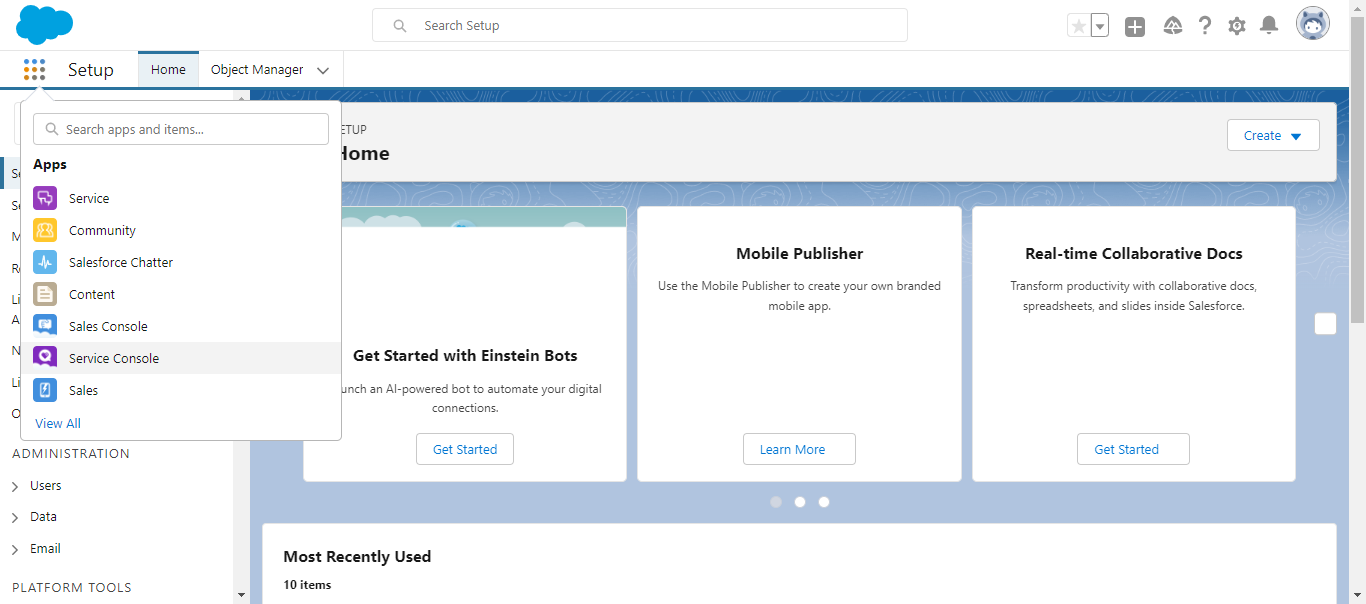 Search Setup
Setup
Home
Object Manager
Search apps and items...
Apps
Service
Community
Salesforce Chatter
Content
Sales Console
Service Console
Sales
View All
ADMINISTRATION
Users
Data
Email
PLATFORM TOOLS
ETUP
Home
Create
Get Started with Einstein Bots
unch an AI-powered bot to automate your digital
connections.
Get Started
Mobile Publisher
Use the Mobile Publisher to create your own branded
mobile app.
Learn More
Real-time Collaborative Docs
Transform productivity with collaborative docs,
spreadsheets, and slides inside Salesforce.
Get Started
Most Recently Used
10 items